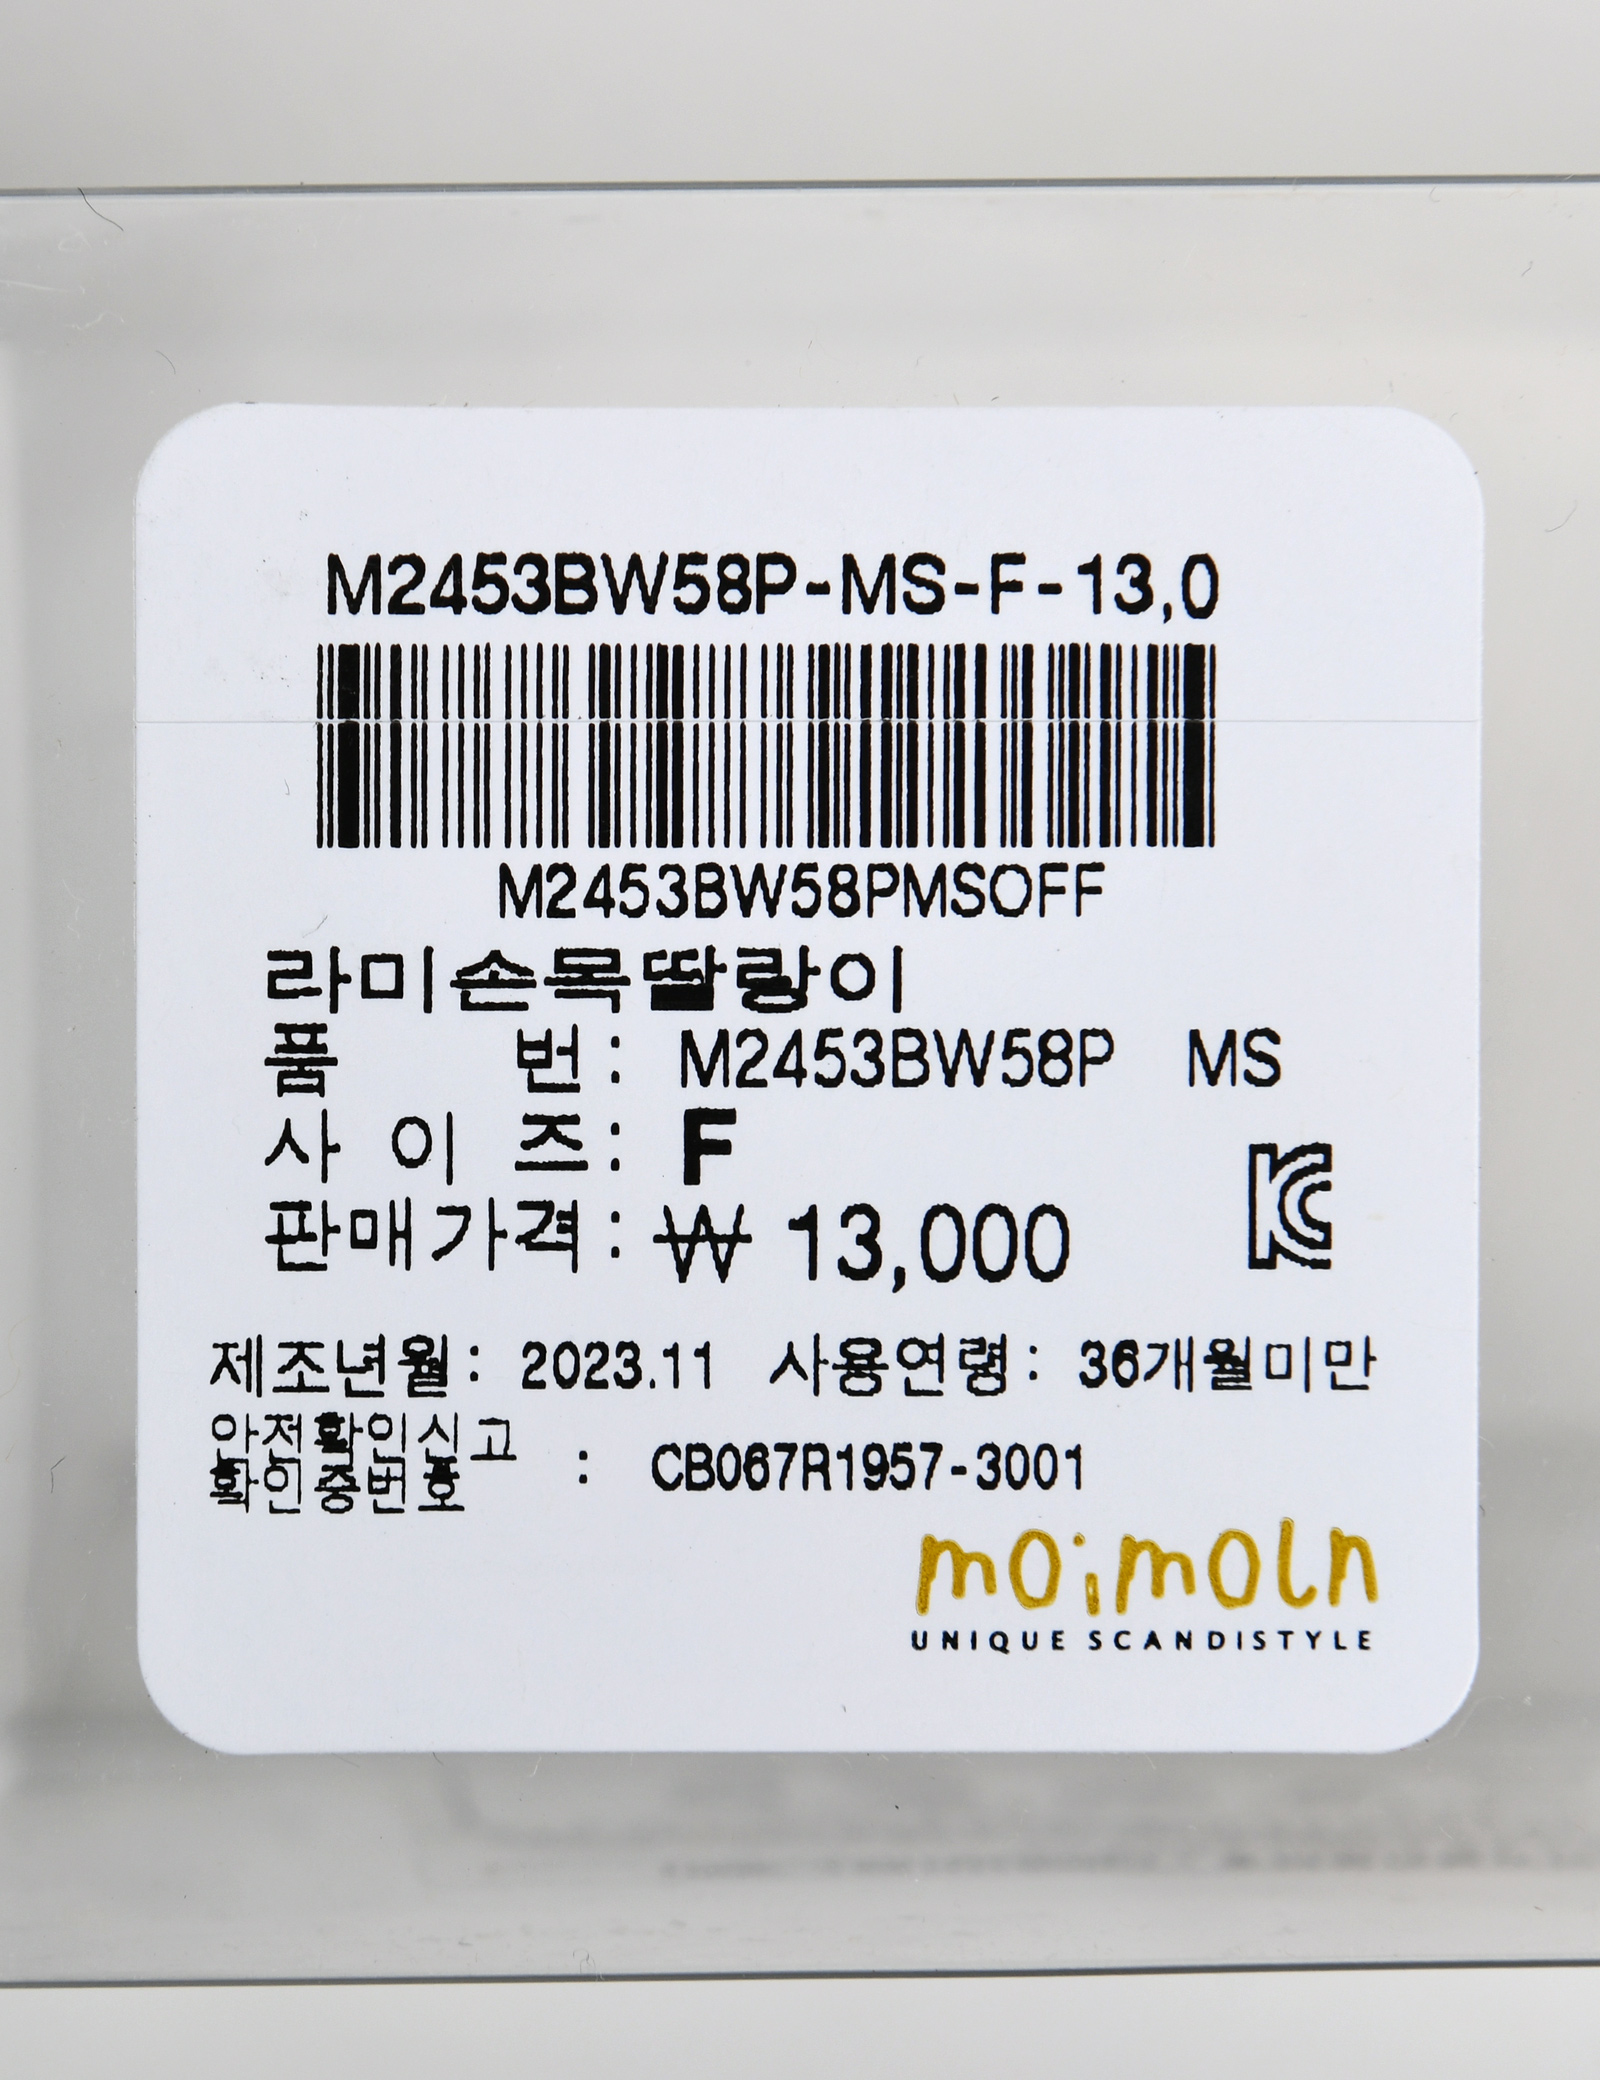 M2453BW58P-MS-F-13,0
M2453BW58PMSOFF
라미손목딸랑이
품 번: M2453BW58P MS
사 이 즈: F
판매가격: ₩ 13,000
KC
제조년월: 2023.11 사용연령: 36개월미만
안전확인신고
확인증번호 : CB067R1957-3001
moimoln
UNIQUE SCANDISTYLE